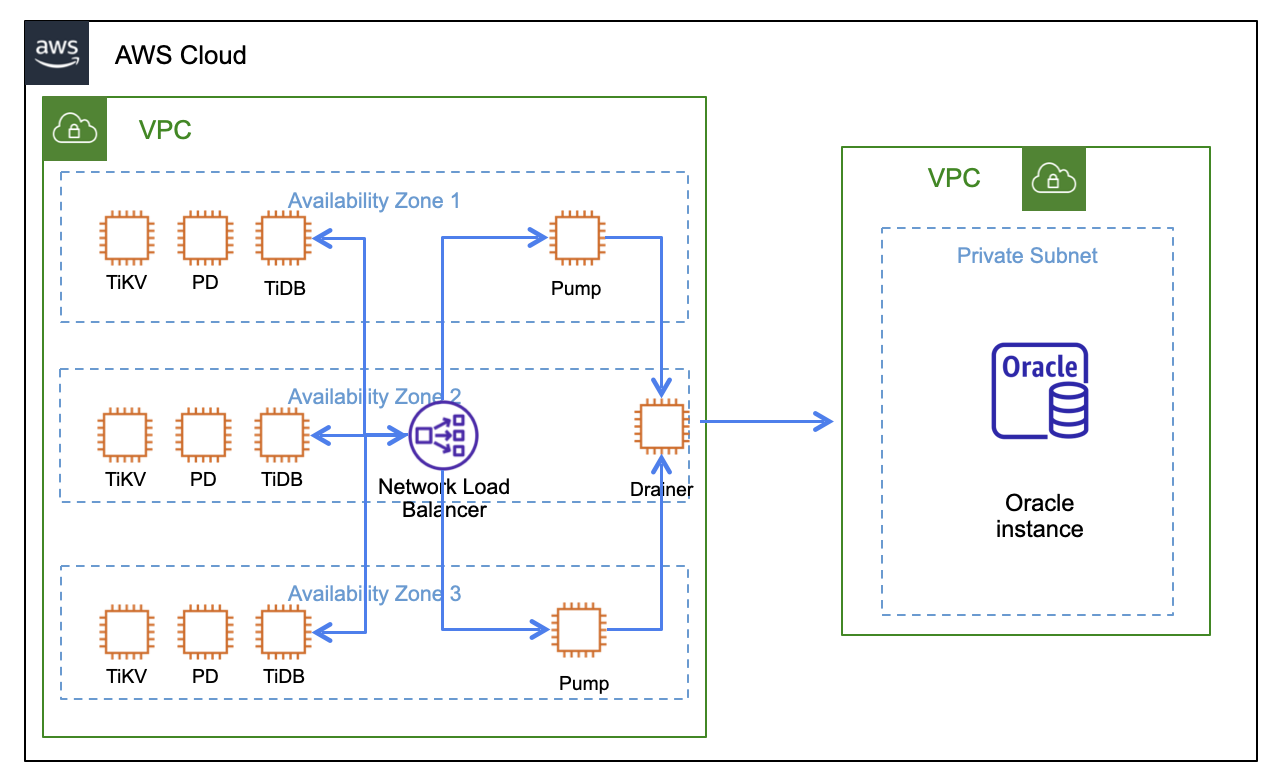 aws
AWS Cloud
VPC
Availability Zone 1
TiKV
PD
TiDB
Pump
Availability Zone 2
TiKV
PD
TiDB
Network Load
Balancer
Drainer
Availability Zone 3
TiKV
PD
TiDB
Pump
VPC
Private Subnet
Oracle
Oracle
instance